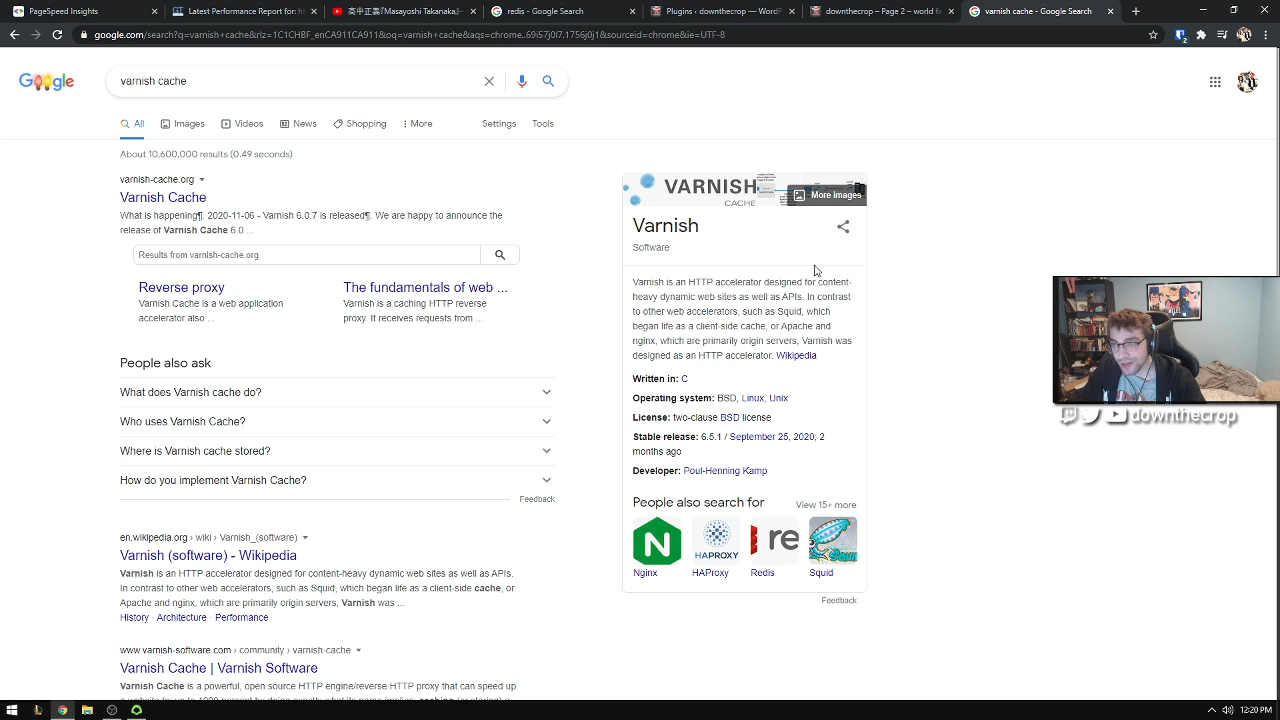 PageSpeed Insights
Latest Performance Report for ht
高中正義『Masayoshi Takanaka』-
redis - Google Search
Plugins ‹ downthecrop — WordP
downthecrop – Page 2 – world fa
varnish cache - Google Search
google.com/search?q=varnish+cache&rlz=1C1CHBF_enCA911CA911&oq=varnish+cache&aqs=chrome..69i57j0l7.1756j0j1&sourceid=chrome&ie=UTF-8
Google
varnish cache
All
Images
Videos
News
Shopping
More
Settings
Tools
About 10,600,000 results (0.49 seconds)
varnish-cache.org
Varnish Cache
What is happening¶. 2020-11-06 - Varnish 6.0.7 is released¶. We are happy to announce the
release of Varnish Cache 6.0 ...
Results from varnish-cache.org
Reverse proxy
Varnish Cache is a web application
accelerator also ...
The fundamentals of web ...
Varnish is a caching HTTP reverse
proxy. It receives requests from ...
People also ask
What does Varnish cache do?
Who uses Varnish Cache?
Where is Varnish cache stored?
How do you implement Varnish Cache?
Feedback
en.wikipedia.org › wiki › Varnish_(software)
Varnish (software) - Wikipedia
Varnish is an HTTP accelerator designed for content-heavy dynamic web sites as well as APIs.
In contrast to other web accelerators, such as Squid, which began life as a client-side cache, or
Apache and nginx, which are primarily origin servers, Varnish was ...
History · Architecture · Performance
www.varnish-software.com › community › varnish-cache
Varnish Cache | Varnish Software
Varnish Cache is a powerful, open source HTTP engine/reverse HTTP proxy that can speed up
VARNISH
CACHE
More images
Varnish
Software
Varnish is an HTTP accelerator designed for content-
heavy dynamic web sites as well as APIs. In contrast
to other web accelerators, such as Squid, which
began life as a client-side cache, or Apache and
nginx, which are primarily origin servers, Varnish was
designed as an HTTP accelerator. Wikipedia
Written in: C
Operating system: BSD, Linux, Unix
License: two-clause BSD license
Stable release: 6.5.1 / September 25, 2020; 2
months ago
Developer: Poul-Henning Kamp
People also search for
View 15+ more
N
HAPROXY
re
Nginx
HAProxy
Redis
Squid
Feedback
downthecrop
12:20 PM